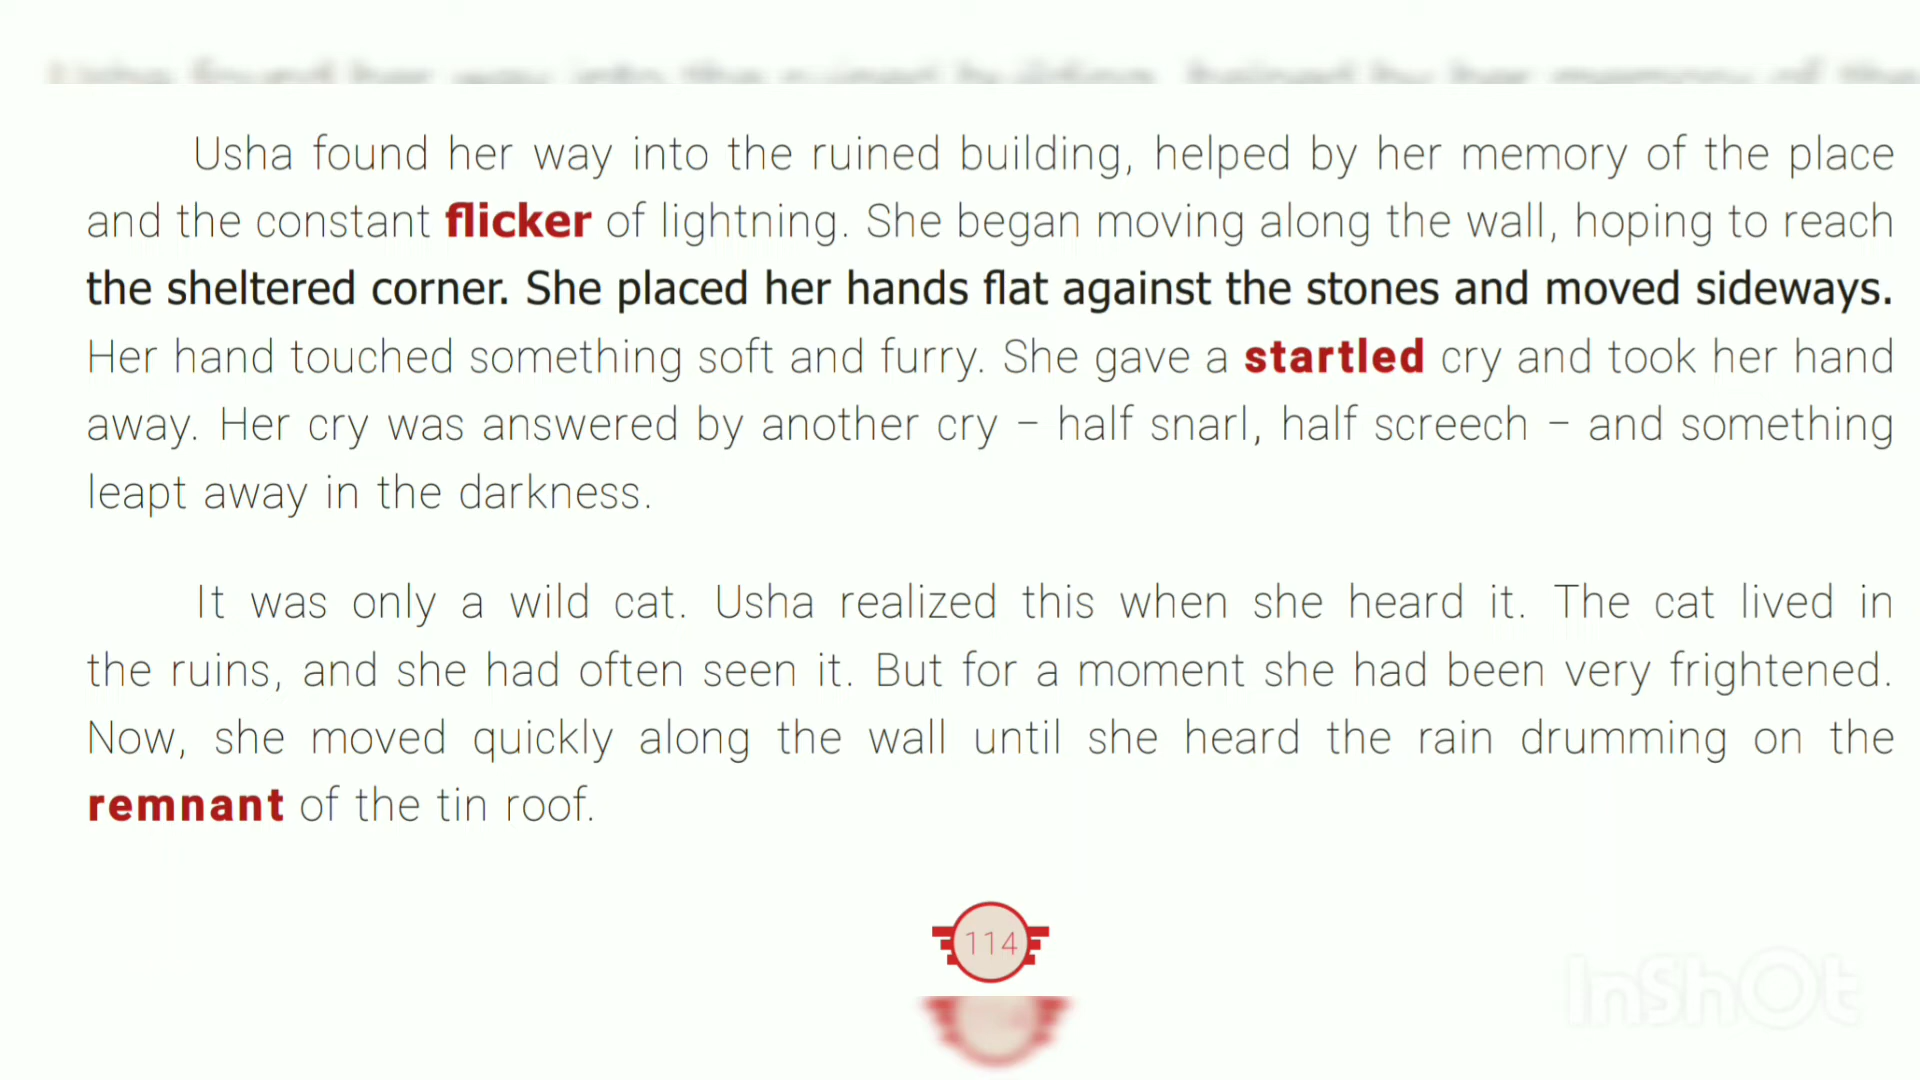 Usha found her way into the ruined building, helped by her memory of the place
and the constant flicker of lightning. She began moving along the wall, hoping to reach
the sheltered corner. She placed her hands flat against the stones and moved sideways.
Her hand touched something soft and furry. She gave a startled cry and took her hand
away. Her cry was answered by another cry – half snarl, half screech – and something
leapt away in the darkness.
It was only a wild cat. Usha realized this when she heard it. The cat lived in
the ruins, and she had often seen it. But for a moment she had been very frightened.
Now, she moved quickly along the wall until she heard the rain drumming on the
remnant of the tin roof.
114
InShOt